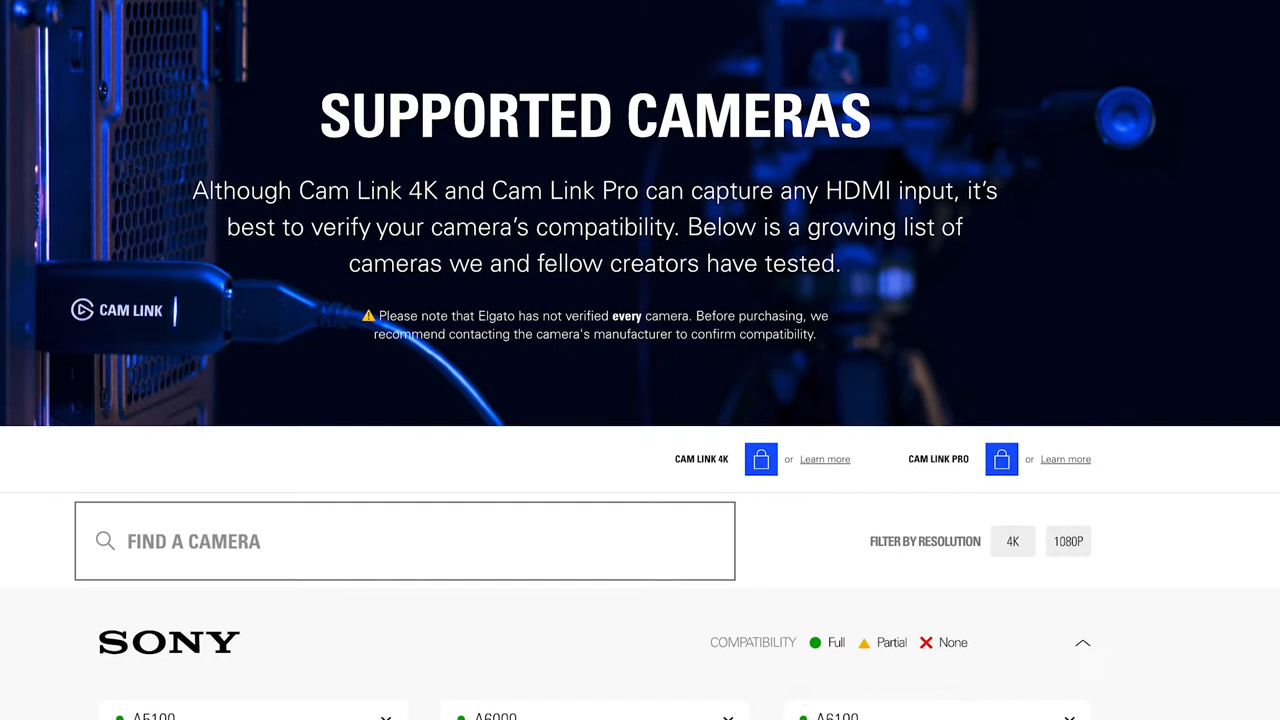 SUPPORTED CAMERAS
Although Cam Link 4K and Cam Link Pro can capture any HDMI input, it's
best to verify your camera's compatibility. Below is a growing list of
cameras we and fellow creators have tested.
CAM LINK
Please note that Elgato has not verified every camera. Before purchasing, we
recommend contacting the camera's manufacturer to confirm compatibility.
CAM LINK 4K or Learn more CAM LINK PRO or Learn more
FIND A CAMERA
FILTER BY RESOLUTION 4K 1080P
SONY
COMPATIBILITY Full Partial None
A5100 A6000 A6100